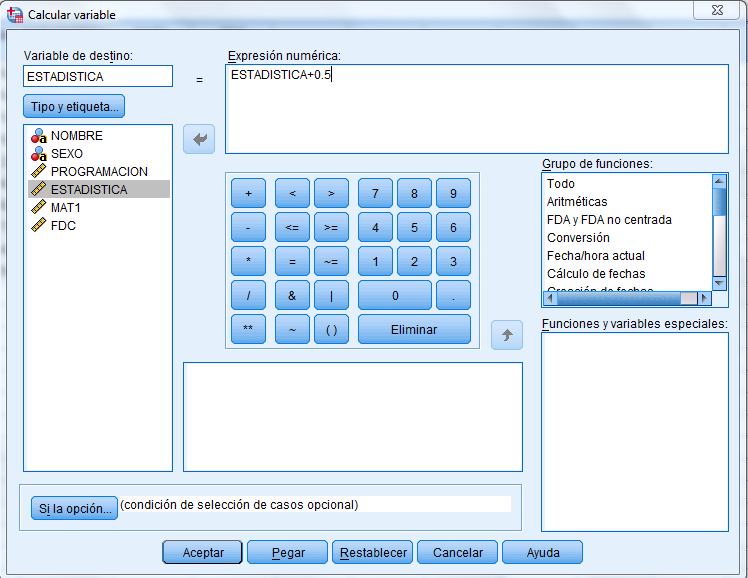 Calcular variable
Variable de destino:
ESTADISTICA
=
Expresión numérica:
ESTADISTICA+0.5
Tipo y etiqueta...
NOMBRE
SEXO
PROGRAMACION
ESTADISTICA
MAT1
FDC
+ < > 7 8 9
- <= >= 4 5 6
* = ~= 1 2 3
/ & | 0 .
** ~ ( ) Eliminar
Grupo de funciones:
Todo
Aritméticas
FDA y FDA no centrada
Conversión
Fecha/hora actual
Cálculo de fechas
Creación de fechas
Funciones y variables especiales:
Si la opción...
(condición de selección de casos opcional)
Aceptar Pegar Restablecer Cancelar Ayuda